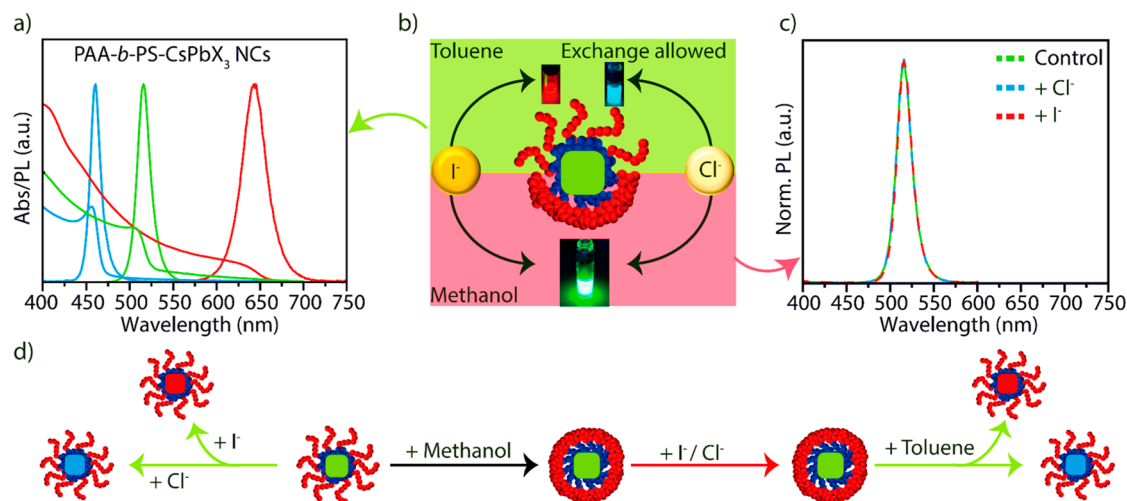 a)
PAA-b-PS-CsPbX₃ NCs
Abs/PL (a.u.)
400 450 500 550 600 650 700 750
Wavelength (nm)
b)
Toluene Exchange allowed
I⁻ Cl⁻
Methanol
c)
Control
+ Cl⁻
+ I⁻
Norm. PL (a.u.)
400 450 500 550 600 650 700 750
Wavelength (nm)
d)
+ I⁻
+ Cl⁻
+ Methanol
+ I⁻/ Cl⁻
+ Toluene